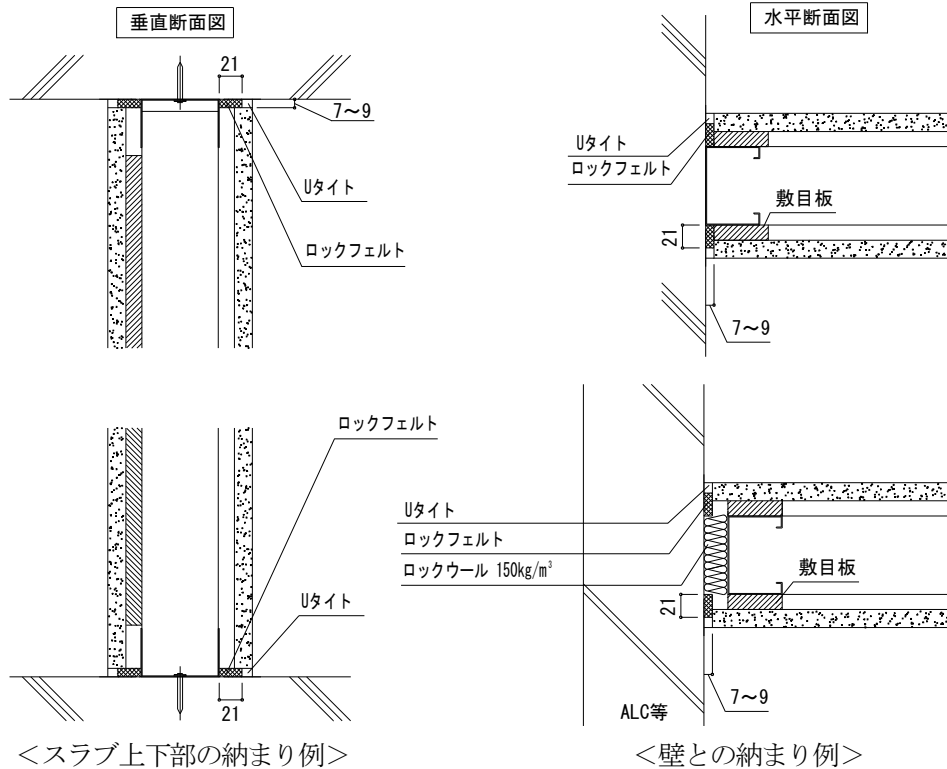 垂直断面図
21
7～9
Uタイト
ロックフェルト
ロックフェルト
Uタイト
21
＜スラブ上下部の納まり例＞
水平断面図
Uタイト
ロックフェルト
敷目板
21
7～9
Uタイト
ロックフェルト
ロックウール 150kg/m³
敷目板
21
7～9
ALC等
＜壁との納まり例＞